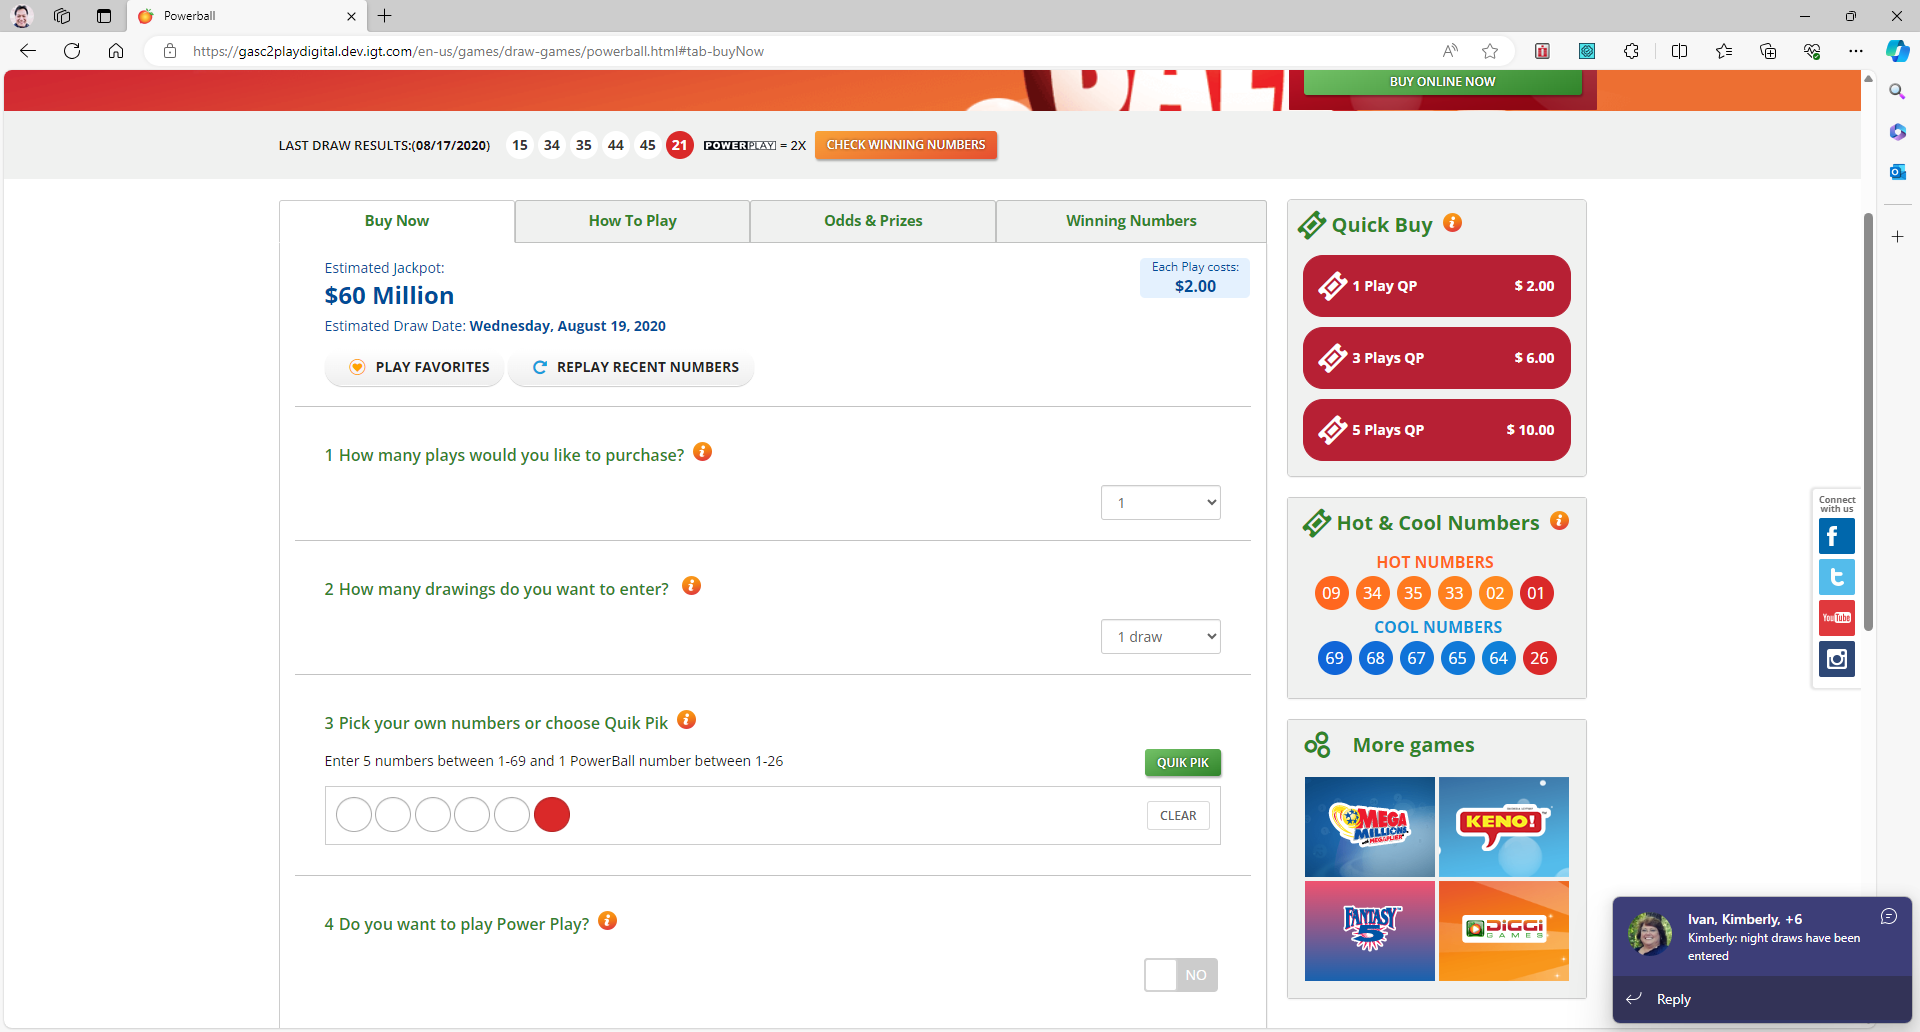 Powerball
https://gasc2playdigital.dev.igt.com/en-us/games/draw-games/powerball.html#tab-buyNow
BUY ONLINE NOW
LAST DRAW RESULTS:(08/17/2020) 15 34 35 44 45 21 POWERPLAY = 2X CHECK WINNING NUMBERS
Buy Now How To Play Odds & Prizes Winning Numbers
Estimated Jackpot:
$60 Million
Estimated Draw Date: Wednesday, August 19, 2020
Each Play costs:
$2.00
PLAY FAVORITES REPLAY RECENT NUMBERS
1 How many plays would you like to purchase?
1
2 How many drawings do you want to enter?
1 draw
3 Pick your own numbers or choose Quik Pik
Enter 5 numbers between 1-69 and 1 PowerBall number between 1-26
QUIK PIK
CLEAR
4 Do you want to play Power Play?
NO
Quick Buy
1 Play QP $ 2.00
3 Plays QP $ 6.00
5 Plays QP $ 10.00
Hot & Cool Numbers
HOT NUMBERS
09 34 35 33 02 01
COOL NUMBERS
69 68 67 65 64 26
More games
MEGA
MILLIONS
KENO!
FANTASY
5
DiGGi
GAMES
Connect
with us
YouTube
Ivan, Kimberly, +6
Kimberly: night draws have been
entered
Reply